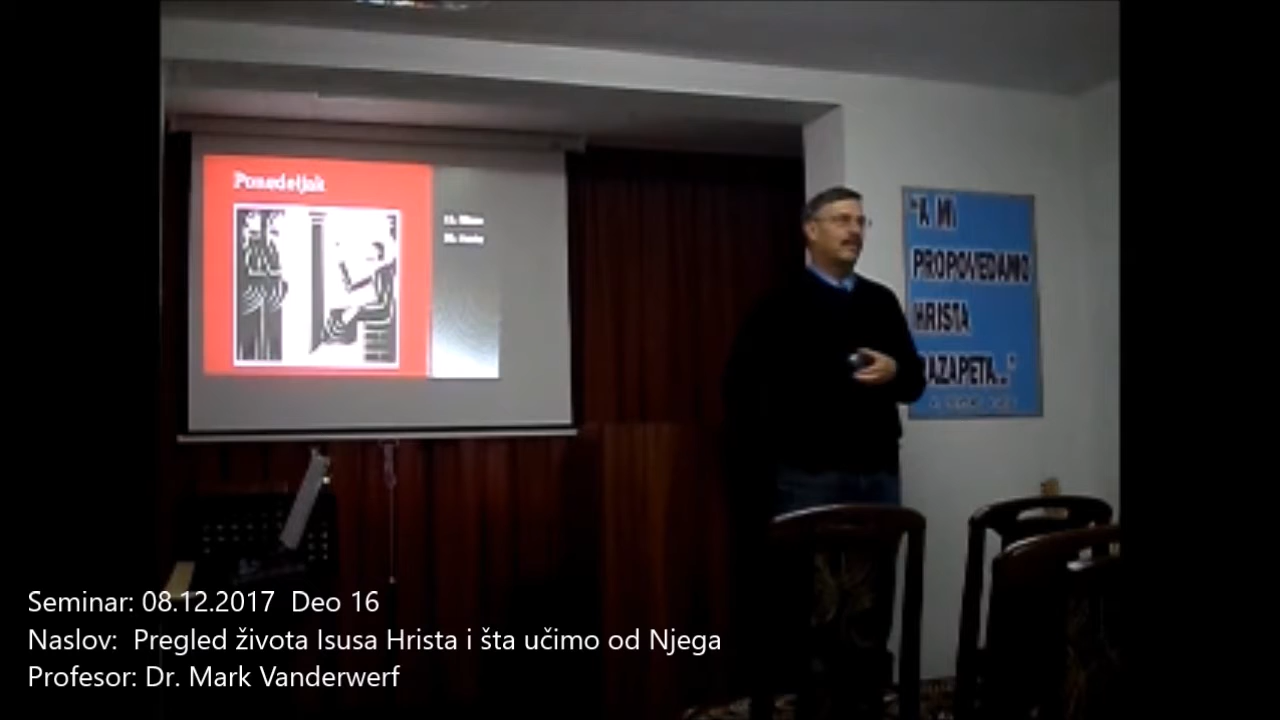 Ponedeljak
"A MI
PROPOVEDAMO
HRISTA
RAZAPETA..."
Seminar: 08.12.2017 Deo 16
Naslov: Pregled života Isusa Hrista i šta učimo od Njega
Profesor: Dr. Mark Vanderwerf